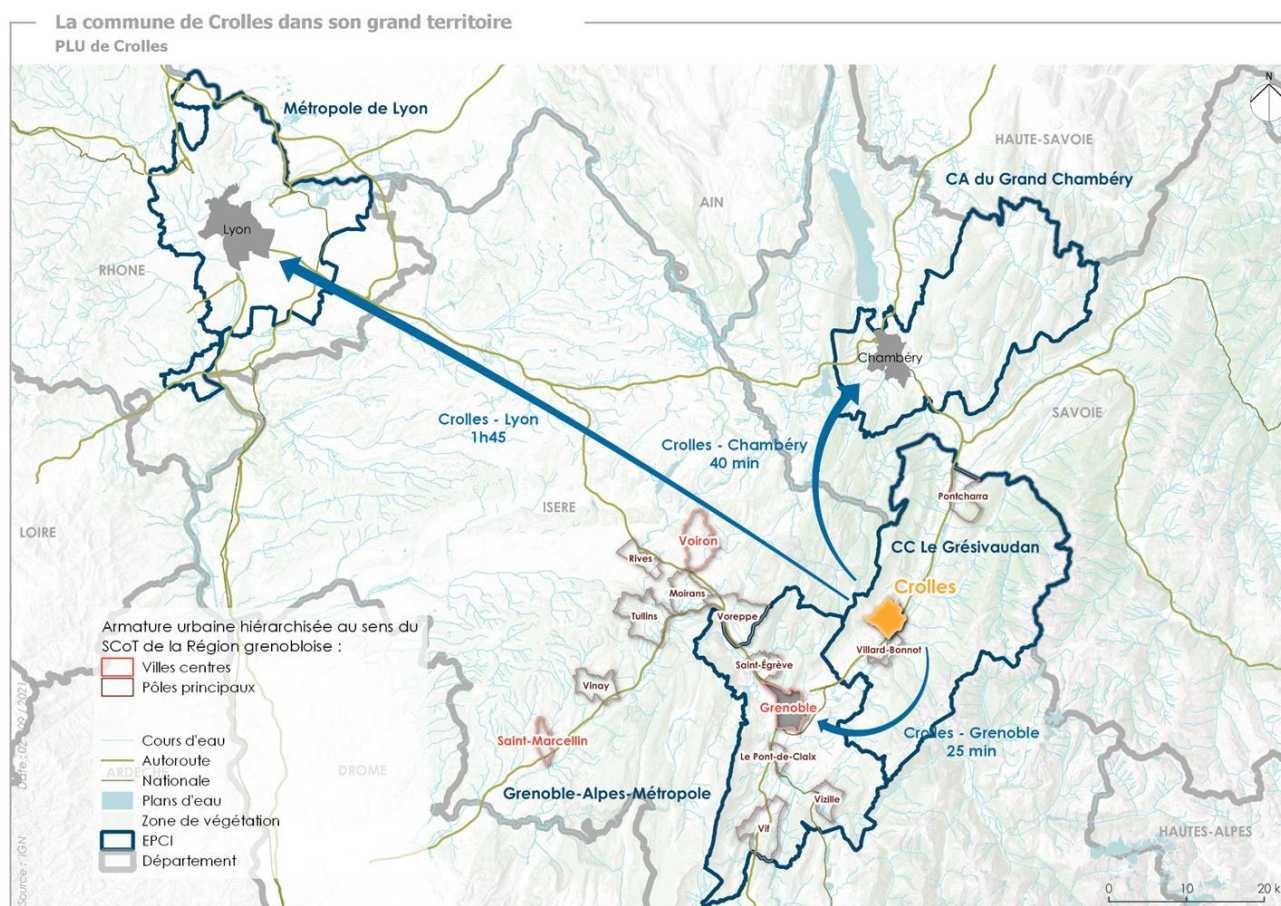 La commune de Crolles dans son grand territoire
PLU de Crolles
N
Métropole de Lyon
HAUTE-SAVOIE
CA du Grand Chambéry
AIN
Lyon
RHONE
Chambéry
SAVOIE
Crolles - Lyon
1h45
Crolles - Chambéry
40 min
Pontcharra
ISERE
LOIRE
Voiron
CC Le Grésivaudan
Rives
Crolles
Moirans
Tullins
Voreppe
Villard-Bonnot
Saint-Égrève
Vinay
Grenoble
Saint-Marcellin
Crolles - Grenoble
25 min
Le Pont-de-Claix
Grenoble-Alpes-Métropole
Vizille
Vif
DROME
ARDECHE
HAUTES-ALPES
Armature urbaine hiérarchisée au sens du
SCoT de la Région grenobloise :
Villes centres
Pôles principaux
Cours d'eau
Autoroute
Nationale
Plans d'eau
Zone de végétation
EPCI
Département
Source : IGN
09 / 2021
0 10 20 k